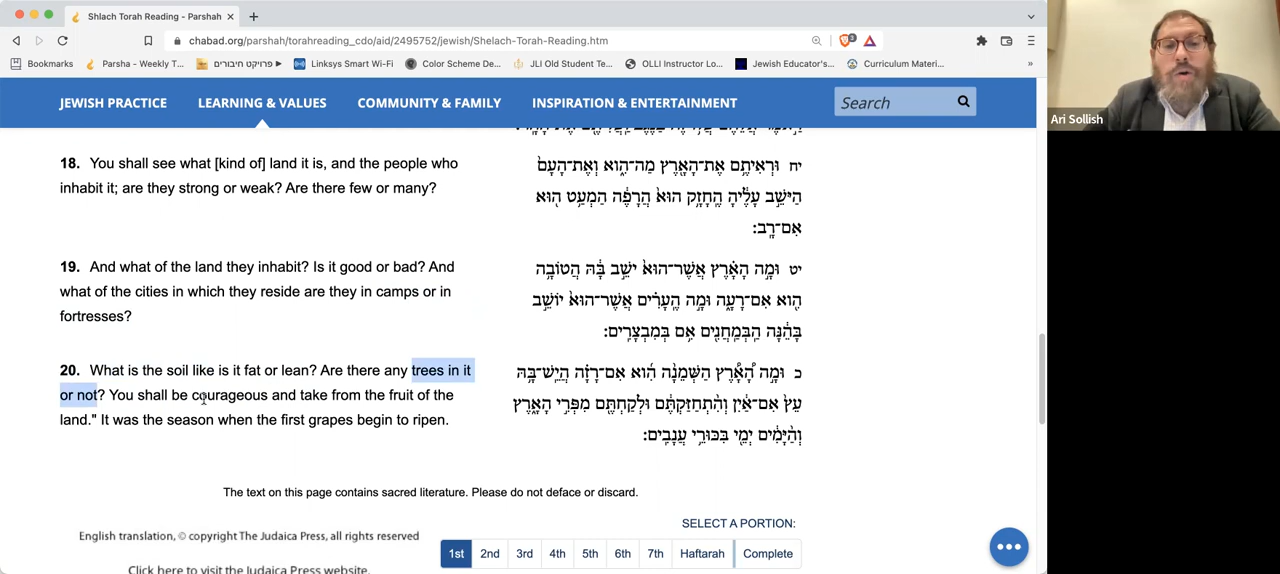 Shlach Torah Reading - Parshah
chabad.org/parshah/torahreading_cdo/aid/2495752/jewish/Shelach-Torah-Reading.htm
Bookmarks Parsha - Weekly T... פרויקט חיבורים Linksys Smart Wi-Fi Color Scheme De... JLI Old Student Te... OLLI Instructor Lo... Jewish Educator's... Curriculum Materi...
JEWISH PRACTICE LEARNING & VALUES COMMUNITY & FAMILY INSPIRATION & ENTERTAINMENT Search
Ari Sollish
18. You shall see what [kind of] land it is, and the people who
inhabit it; are they strong or weak? Are there few or many?
יח וּרְאִיתֶ֥ם אֶת־הָאָ֖רֶץ מַה־הִ֑וא וְאֶת־הָעָם֙
הַיֹּשֵׁ֣ב עָלֶ֔יהָ הֶֽחָזָ֥ק הוּא֙ הֲרָפֶ֔ה הַמְעַ֥ט ה֖וּא
אִם־רָֽב:
19. And what of the land they inhabit? Is it good or bad? And
what of the cities in which they reside are they in camps or in
fortresses?
יט וּמָ֣ה הָאָ֗רֶץ אֲשֶׁר־הוּא֙ יֹשֵׁ֣ב בָּ֔הּ הֲטוֹבָ֥ה
הִ֖וא אִם־רָעָ֑ה וּמָ֣ה הֶֽעָרִ֗ים אֲשֶׁר־הוּא֙ יוֹשֵׁ֣ב
בָּהֵ֔נָּה הַבְּמַֽחֲנִ֖ים אִ֥ם בְּמִבְצָרִֽים:
20. What is the soil like is it fat or lean? Are there any trees in it
or not? You shall be courageous and take from the fruit of the
land." It was the season when the first grapes begin to ripen.
כ וּמָ֣ה הָ֠אָ֠רֶץ הַשְּׁמֵנָ֨ה הִ֜וא אִם־רָזָ֗ה הֲיֵֽשׁ־בָּ֥הּ
עֵץ֙ אִם־אַ֔יִן וְהִ֨תְחַזַּקְתֶּ֔ם וּלְקַחְתֶּ֖ם מִפְּרִ֣י הָאָ֑רֶץ
וְהַ֨יָּמִ֔ים יְמֵ֖י בִּכּוּרֵ֥י עֲנָבִֽים:
The text on this page contains sacred literature. Please do not deface or discard.
English translation, © copyright The Judaica Press, all rights reserved
Click here to visit the Judaica Press website.
SELECT A PORTION:
1st 2nd 3rd 4th 5th 6th 7th Haftarah Complete